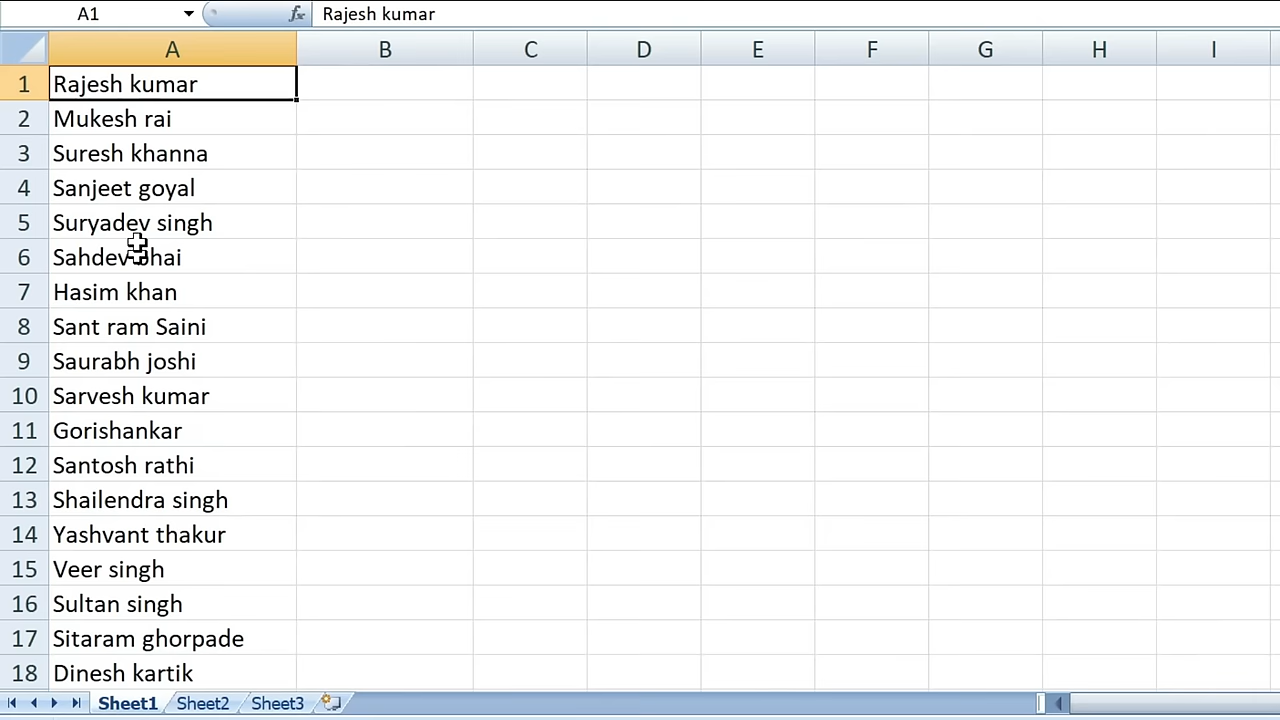 A1 fx Rajesh kumar
A B C D E F G H I
1 Rajesh kumar
2 Mukesh rai
3 Suresh khanna
4 Sanjeet goyal
5 Suryadev singh
6 Sahdev
7 Hasim khan
8 Sant ram Saini
9 Saurabh joshi
10 Sarvesh kumar
11 Gorishankar
12 Santosh rathi
13 Shailendra singh
14 Yashvant thakur
15 Veer singh
16 Sultan singh
17 Sitaram ghorpade
18 Dinesh kartik
Sheet1 Sheet2 Sheet3